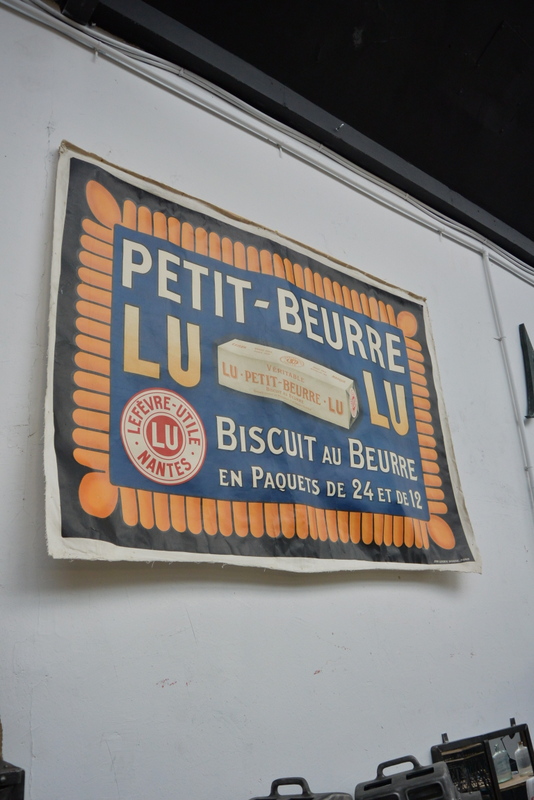 PETIT-BEURRE
LU
LU
VÉRITABLE
LU·PETIT-BEURRE·LU
LEFÈVRE-UTILE
LU
NANTES
BISCUIT AU BEURRE
EN PAQUETS DE 24 ET DE 12